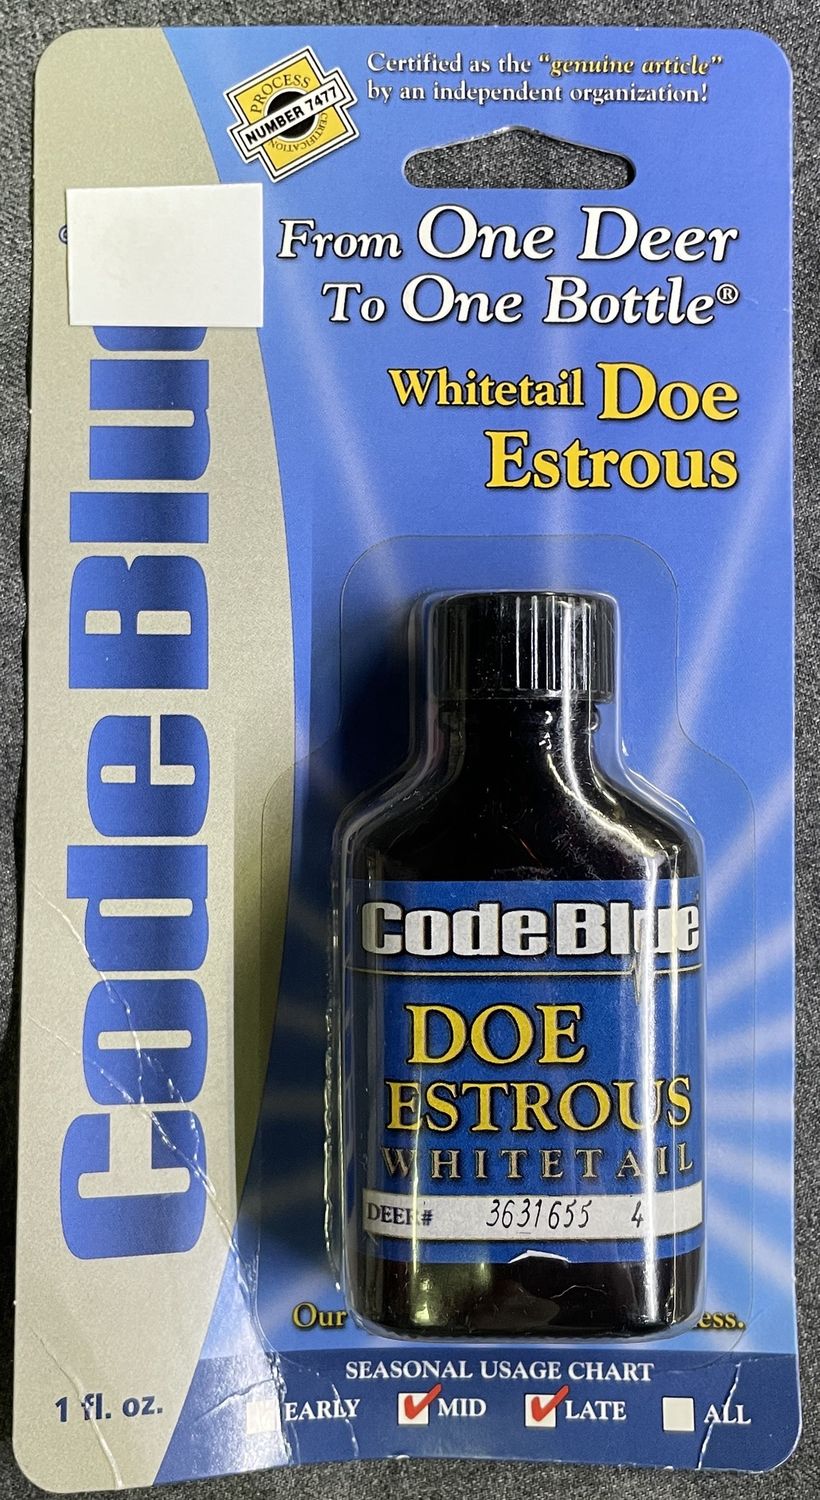 PROCESS
NUMBER 7477
CERTIFICATION
Certified as the "genuine article"
by an independent organization!
From One Deer
To One Bottle®
Whitetail Doe
Estrous
CodeBlu
CodeBlue
DOE
ESTROUS
WHITETAIL
DEER# 3631655 4
Our
SEASONAL USAGE CHART
1 fl. oz.
EARLY MID LATE ALL